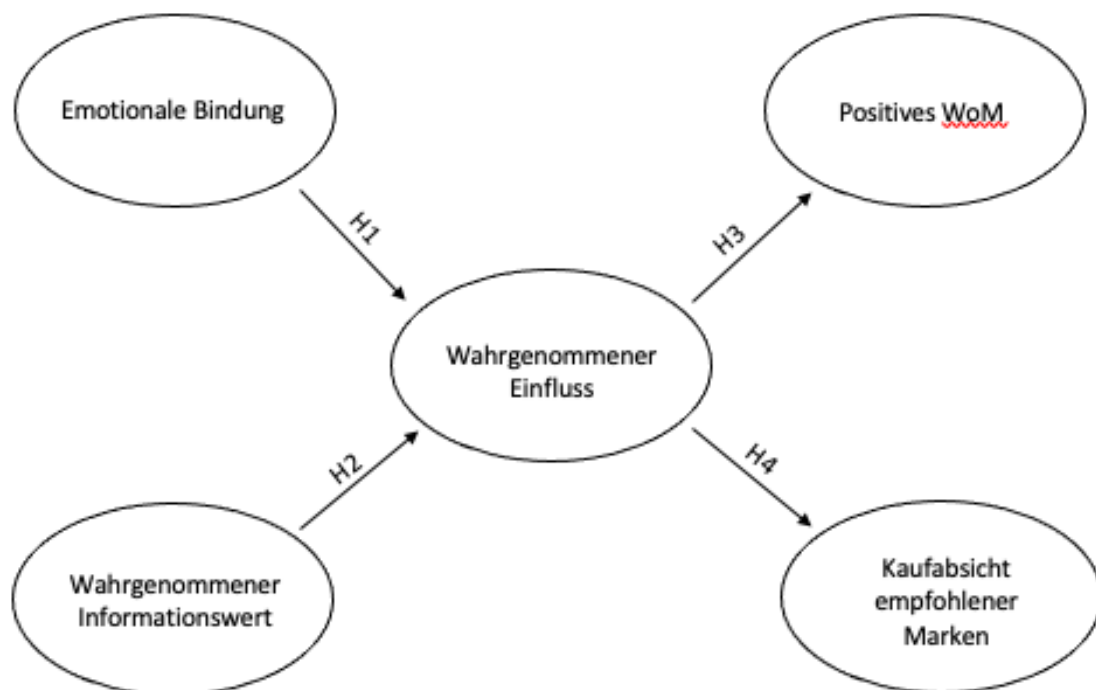 Emotionale Bindung
Positives WoM
H1
H3
Wahrgenommener
Einfluss
H2
H4
Wahrgenommener
Informationswert
Kaufabsicht
empfohlener
Marken